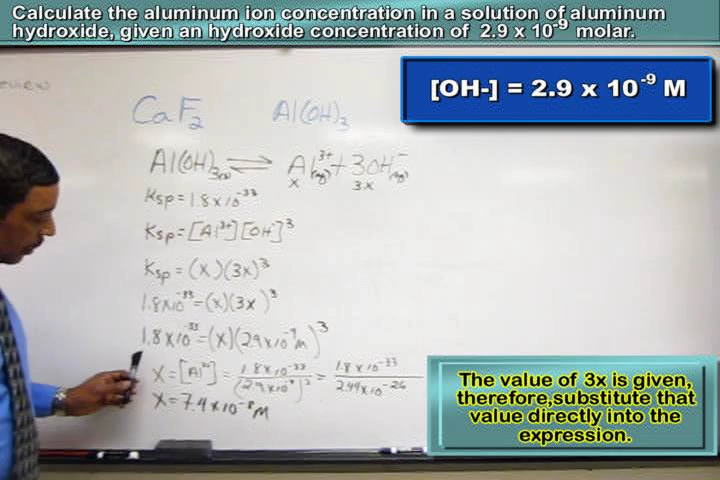 Calculate the aluminum ion concentration in a solution of aluminum
hydroxide, given an hydroxide concentration of 2.9 x 10⁻⁹ molar.
[OH-] = 2.9 x 10⁻⁹ M
CaF₂ Al(OH)₃
Al(OH)₃(s) ⇌ Al³⁺(aq) + 3OH⁻(aq)
x 3x
Ksp = 1.8 x 10⁻³³
Ksp = [Al³⁺][OH⁻]³
Ksp = (x)(3x)³
1.8 x 10⁻³³ = (x)(3x)³
1.8 x 10⁻³³ = (x)(2.9 x 10⁻⁹ M)³
x = [Al³⁺] = 1.8 x 10⁻³³ / (2.9 x 10⁻⁹)³ = 1.8 x 10⁻³³ / 2.44 x 10⁻²⁶
x = 7.4 x 10⁻⁸ M
The value of 3x is given,
therefore,substitute that
value directly into the
expression.